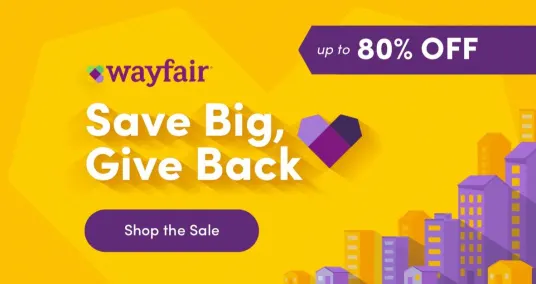 up to 80% OFF
wayfair
Save Big,
Give Back
Shop the Sale